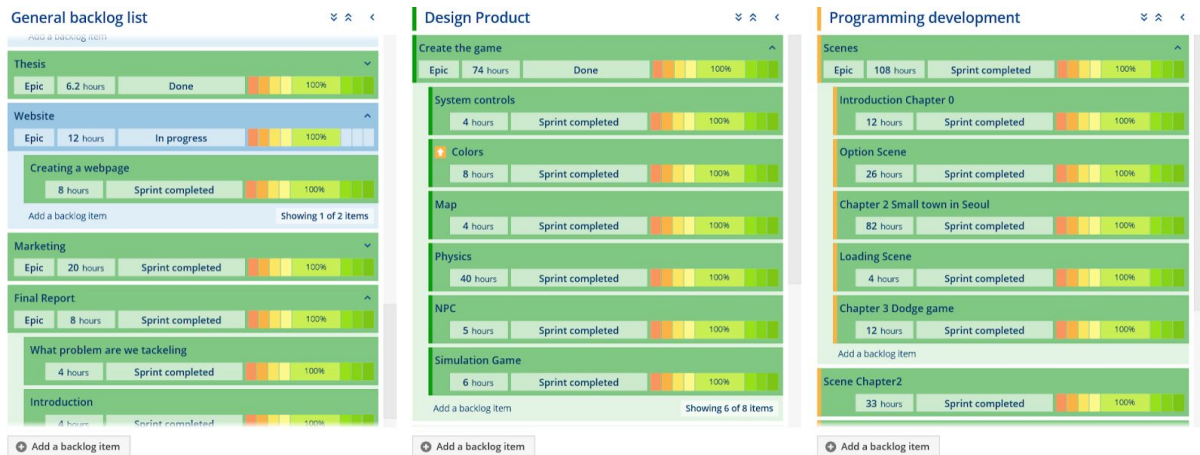 General backlog list
Add a backlog item
Thesis
Epic 6.2 hours Done 100%
Website
Epic 12 hours In progress 100%
Creating a webpage
8 hours Sprint completed 100%
Add a backlog item Showing 1 of 2 items
Marketing
Epic 20 hours Sprint completed 100%
Final Report
Epic 8 hours Sprint completed 100%
What problem are we tackeling
4 hours Sprint completed 100%
Introduction
4 hours Sprint completed 100%
Add a backlog item
Design Product
Create the game
Epic 74 hours Done 100%
System controls
4 hours Sprint completed 100%
Colors
8 hours Sprint completed 100%
Map
4 hours Sprint completed 100%
Physics
40 hours Sprint completed 100%
NPC
5 hours Sprint completed 100%
Simulation Game
6 hours Sprint completed 100%
Add a backlog item Showing 6 of 8 items
Add a backlog item
Programming development
Scenes
Epic 108 hours Sprint completed 100%
Introduction Chapter 0
12 hours Sprint completed 100%
Option Scene
26 hours Sprint completed 100%
Chapter 2 Small town in Seoul
82 hours Sprint completed 100%
Loading Scene
4 hours Sprint completed 100%
Chapter 3 Dodge game
12 hours Sprint completed 100%
Add a backlog item
Scene Chapter2
33 hours Sprint completed 100%
Add a backlog item